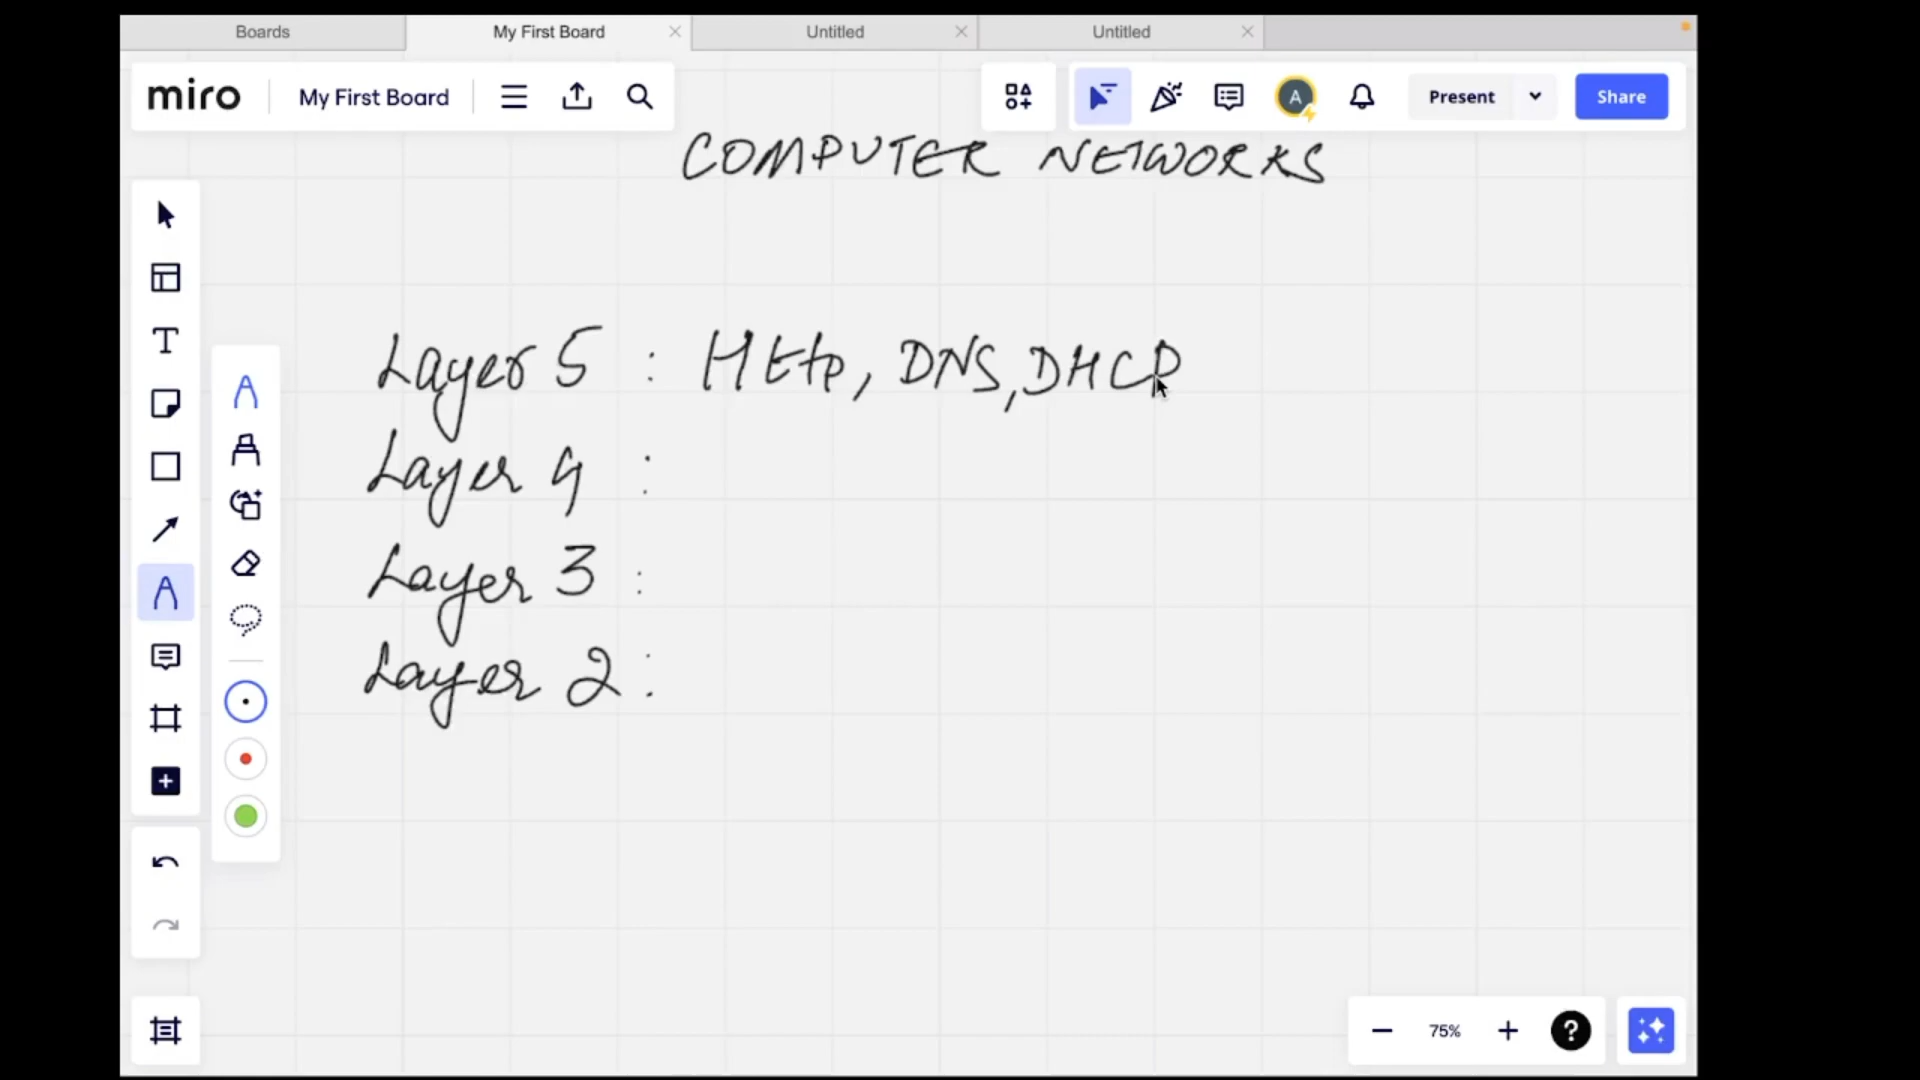 Boards My First Board Untitled Untitled
miro My First Board Present Share
COMPUTER NETWORKS
Layer 5 : Http, DNS, DHCP
Layer 4 :
Layer 3 :
Layer 2 :
75% ?